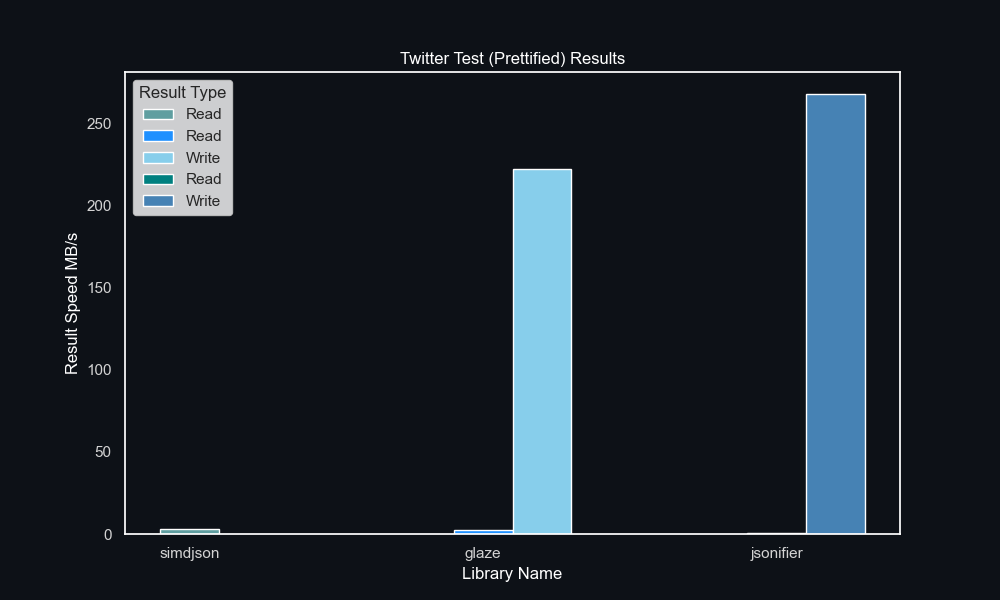 Twitter Test (Prettified) Results
Result Type
Read
Read
Write
Read
Write
Result Speed MB/s
250
200
150
100
50
0
simdjson
glaze
jsonifier
Library Name